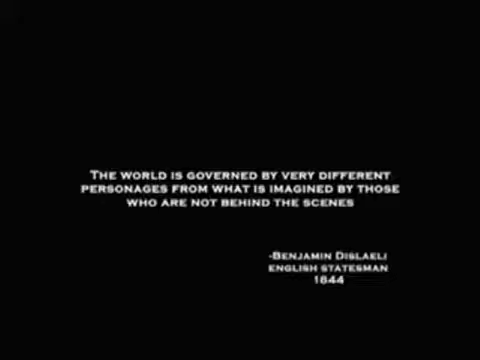 The world is governed by very different
personages from what is imagined by those
who are not behind the scenes
-Benjamin Dislaeli
english statesman
1844